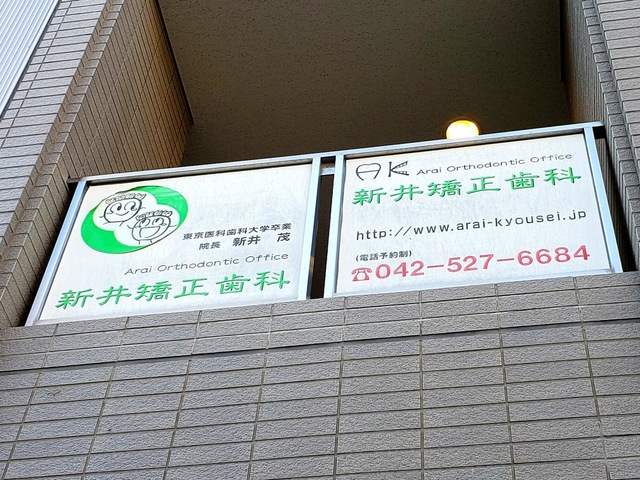 東京医科歯科大学卒業
院長 新井 茂
Arai Orthodontic Office
新井矯正歯科
AK Arai Orthodontic Office
新井矯正歯科
http://www.arai-kyousei.jp
(電話予約制)
☎042-527-6684